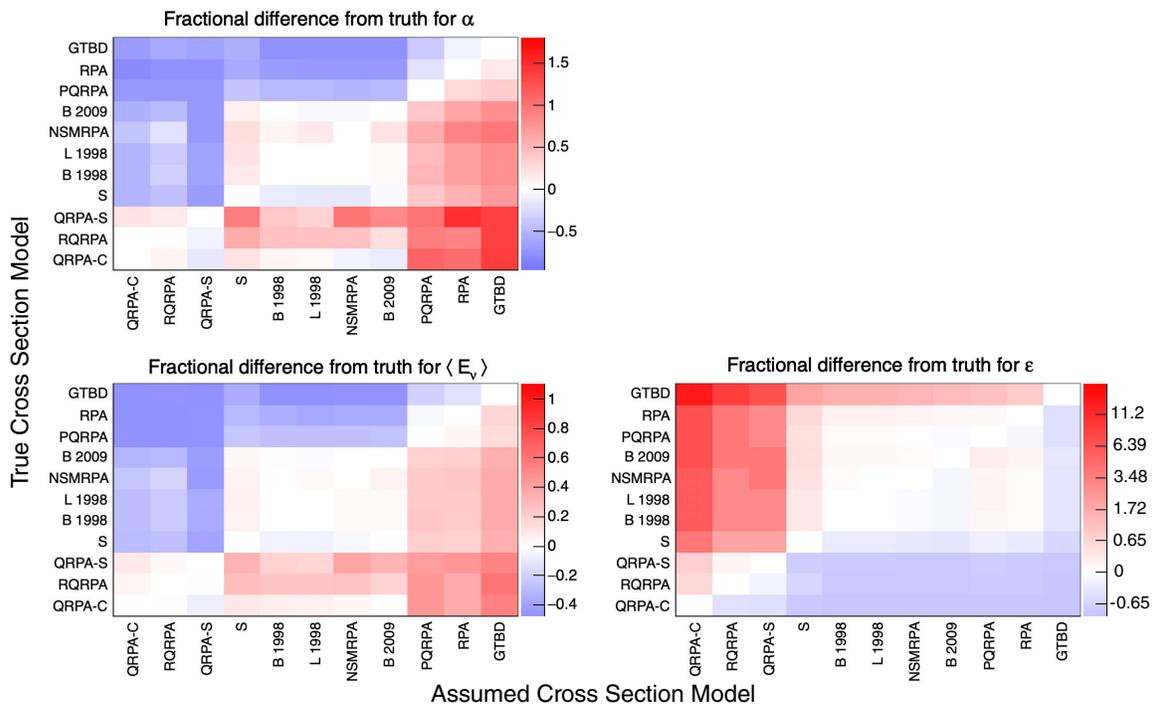 Fractional difference from truth for α
GTBD
RPA
PQRPA
B 2009
NSMRPA
L 1998
B 1998
S
QRPA-S
RQRPA
QRPA-C
1.5
1
0.5
0
−0.5
QRPA-C
RQRPA
QRPA-S
S
B 1998
L 1998
NSMRPA
B 2009
PQRPA
RPA
GTBD
True Cross Section Model
Fractional difference from truth for ⟨ Eν ⟩
GTBD
RPA
PQRPA
B 2009
NSMRPA
L 1998
B 1998
S
QRPA-S
RQRPA
QRPA-C
1
0.8
0.6
0.4
0.2
0
−0.2
−0.4
QRPA-C
RQRPA
QRPA-S
S
B 1998
L 1998
NSMRPA
B 2009
PQRPA
RPA
GTBD
Fractional difference from truth for ε
GTBD
RPA
PQRPA
B 2009
NSMRPA
L 1998
B 1998
S
QRPA-S
RQRPA
QRPA-C
11.2
6.39
3.48
1.72
0.65
0
-0.65
QRPA-C
RQRPA
QRPA-S
S
B 1998
L 1998
NSMRPA
B 2009
PQRPA
RPA
GTBD
Assumed Cross Section Model